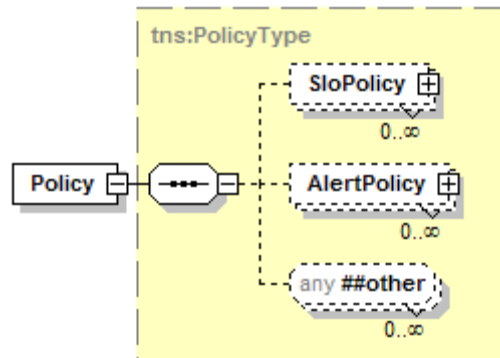 tns:PolicyType
SloPolicy
0..∞
Policy
AlertPolicy
0..∞
any ##other
0..∞